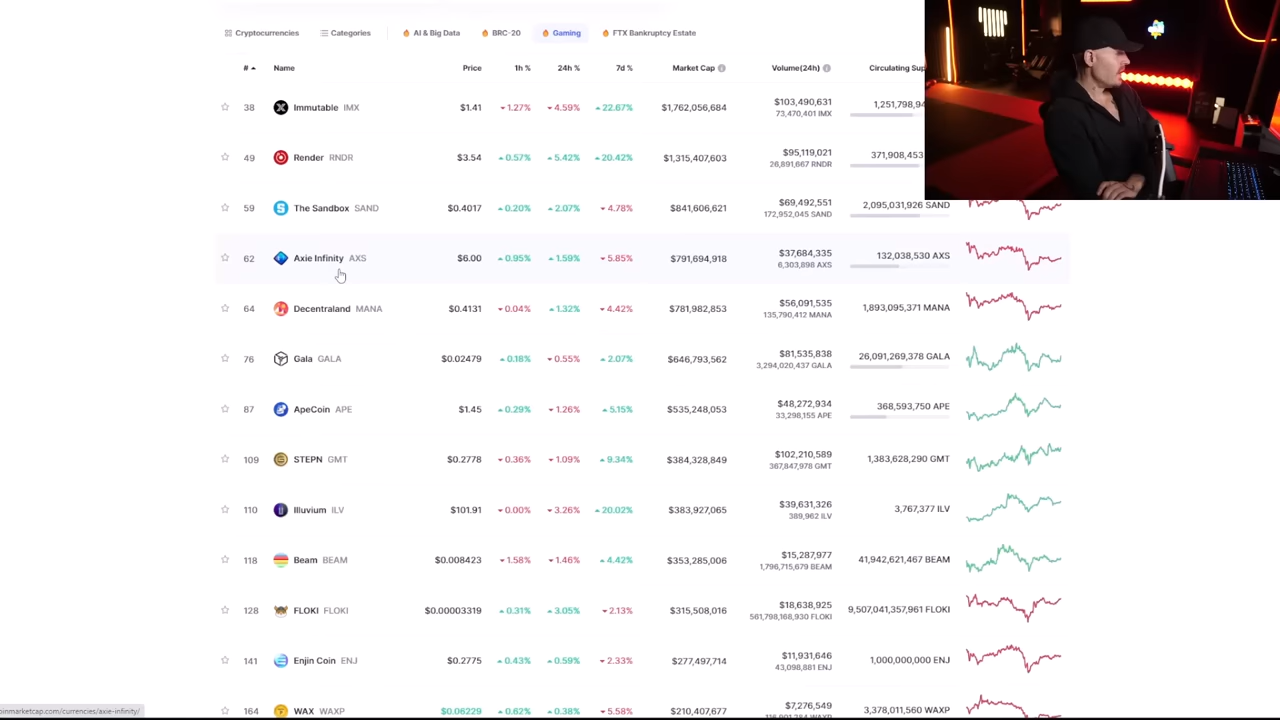 Cryptocurrencies Categories AI & Big Data BRC-20 Gaming FTX Bankruptcy Estate
# Name Price 1h % 24h % 7d % Market Cap Volume(24h) Circulating Sup
38 Immutable IMX $1.41 1.27% 4.59% 22.67% $1,762,056,684 $103,490,631 1,251,798,94
73,470,401 IMX
49 Render RNDR $3.54 0.57% 5.42% 20.42% $1,315,407,603 $95,119,021 371,908,453
26,891,667 RNDR
59 The Sandbox SAND $0.4017 0.20% 2.07% 4.78% $841,606,621 $69,492,551 2,095,031,926 SAND
172,952,045 SAND
62 Axie Infinity AXS $6.00 0.95% 1.59% 5.85% $791,694,918 $37,684,335 132,038,530 AXS
6,303,898 AXS
64 Decentraland MANA $0.4131 0.04% 1.32% 4.42% $781,982,853 $56,091,535 1,893,095,371 MANA
135,790,412 MANA
76 Gala GALA $0.02479 0.18% 0.55% 2.07% $646,793,562 $81,535,838 26,091,269,378 GALA
3,294,020,437 GALA
87 ApeCoin APE $1.45 0.29% 1.26% 5.15% $535,248,053 $48,272,934 368,593,750 APE
33,298,155 APE
109 STEPN GMT $0.2778 0.36% 1.09% 9.34% $384,328,849 $102,210,589 1,383,628,290 GMT
367,847,978 GMT
110 Illuvium ILV $101.91 0.00% 3.26% 20.02% $383,927,065 $39,631,326 3,767,377 ILV
389,962 ILV
118 Beam BEAM $0.008423 1.58% 1.46% 4.42% $353,285,006 $15,287,977 41,942,621,467 BEAM
1,796,715,679 BEAM
128 FLOKI FLOKI $0.00003319 0.31% 3.05% 2.13% $315,508,016 $18,638,925 9,507,041,357,961 FLOKI
561,798,168,930 FLOKI
141 Enjin Coin ENJ $0.2775 0.43% 0.59% 2.33% $277,497,714 $11,931,646 1,000,000,000 ENJ
43,098,881 ENJ
164 WAX WAXP $0.06229 0.62% 0.38% 5.58% $210,407,677 $7,276,549 3,378,011,560 WAXP
oinmarketcap.com/currencies/axie-infinity/